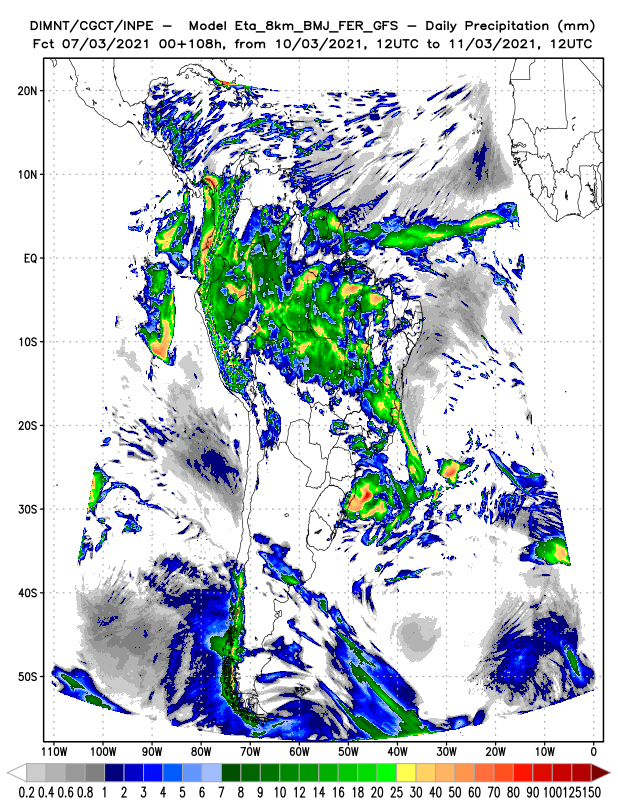 DIMNT/CGCT/INPE – Model Eta_8km_BMJ_FER_GFS – Daily Precipitation (mm)
Fct 07/03/2021 00+108h, from 10/03/2021, 12UTC to 11/03/2021, 12UTC
20N
10N
EQ
10S
20S
30S
40S
50S
110W 100W 90W 80W 70W 60W 50W 40W 30W 20W 10W 0
0.2 0.4 0.6 0.8 1 2 3 4 5 6 7 8 9 10 12 14 16 18 20 25 30 40 50 60 70 80 90 100 125 150